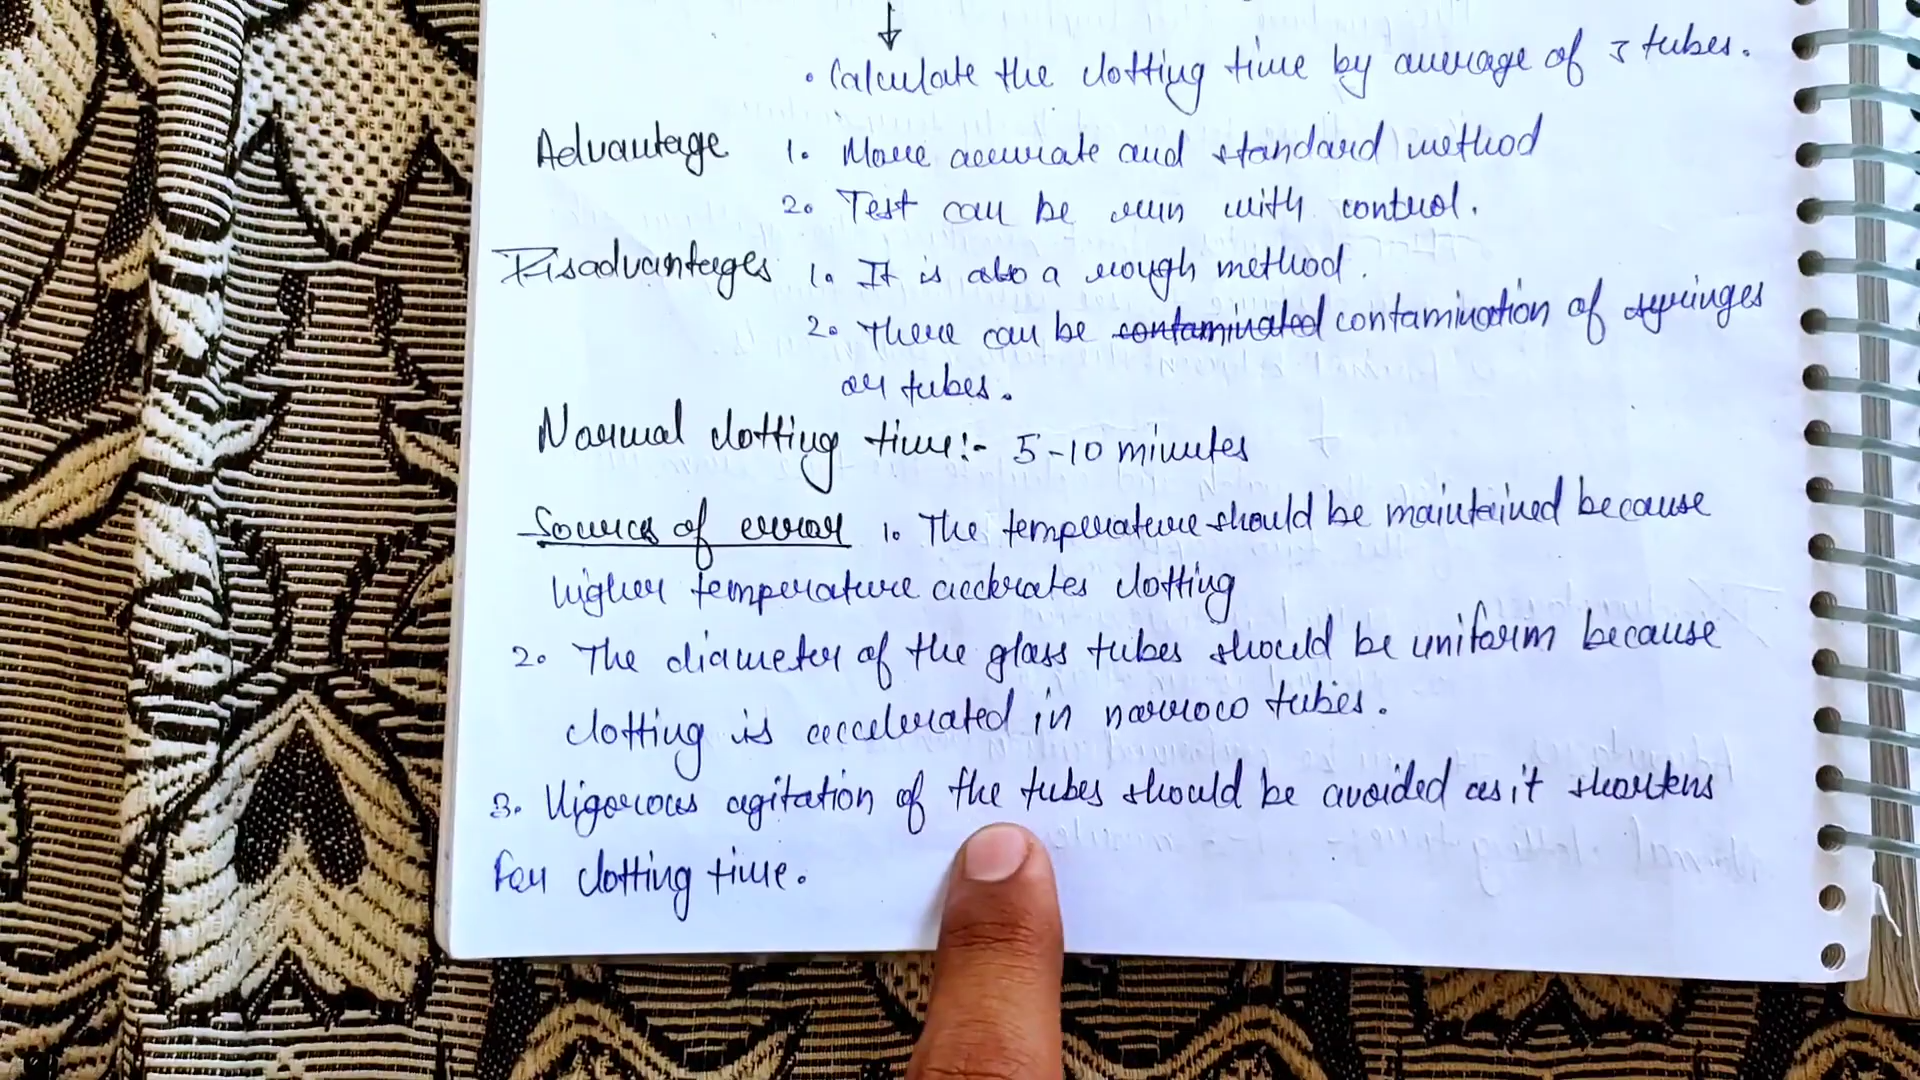 ↓
• Calculate the clotting time by average of 3 tubes.
Advantage 1. More accurate and standard method
2. Test can be run with control.
Disadvantages 1. It is also a rough method.
2. There can be contaminated contamination of syringes
or tubes.
Normal clotting time:- 5-10 minutes
Sources of error 1. The temperature should be maintained because
higher temperature acclerates clotting
2. The diameter of the glass tubes should be uniform because
clotting is accelerated in narrow tubes.
3. Vigorous agitation of the tubes should be avoided as it shortens
for clotting time.